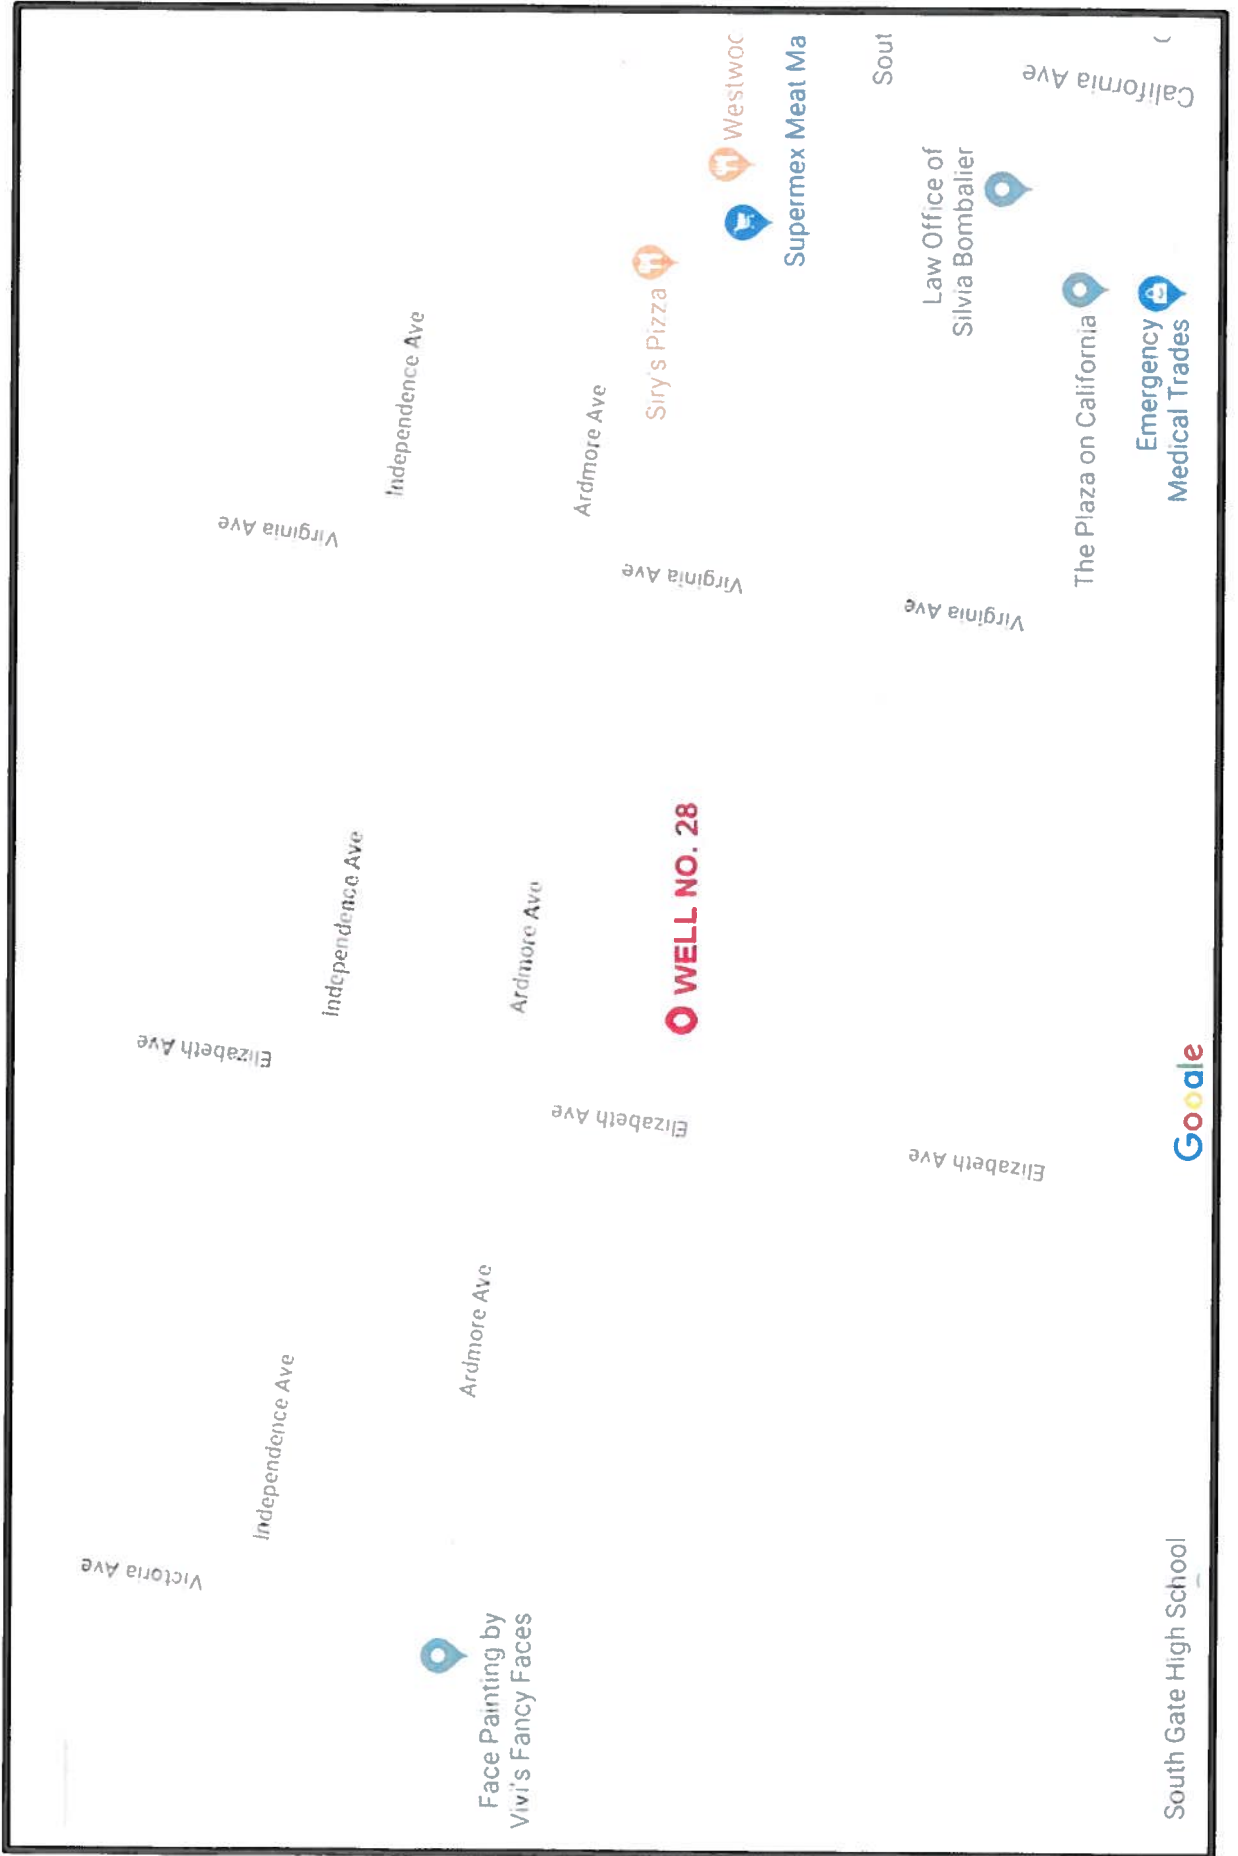 Victoria Ave
Elizabeth Ave
Independence Ave
Virginia Ave
Independence Ave
Independence Ave
Ardmore Ave
Face Painting by
Vivi's Fancy Faces
Ardmore Ave
Ardmore Ave
Elizabeth Ave
Siry's Pizza
Virginia Ave
WELL NO. 28
Westwoc
Supermex Meat Ma
Sout
Law Office of
Silvia Bombalier
Virginia Ave
Elizabeth Ave
The Plaza on California
California Ave
Emergency
Medical Trades
South Gate High School
Google